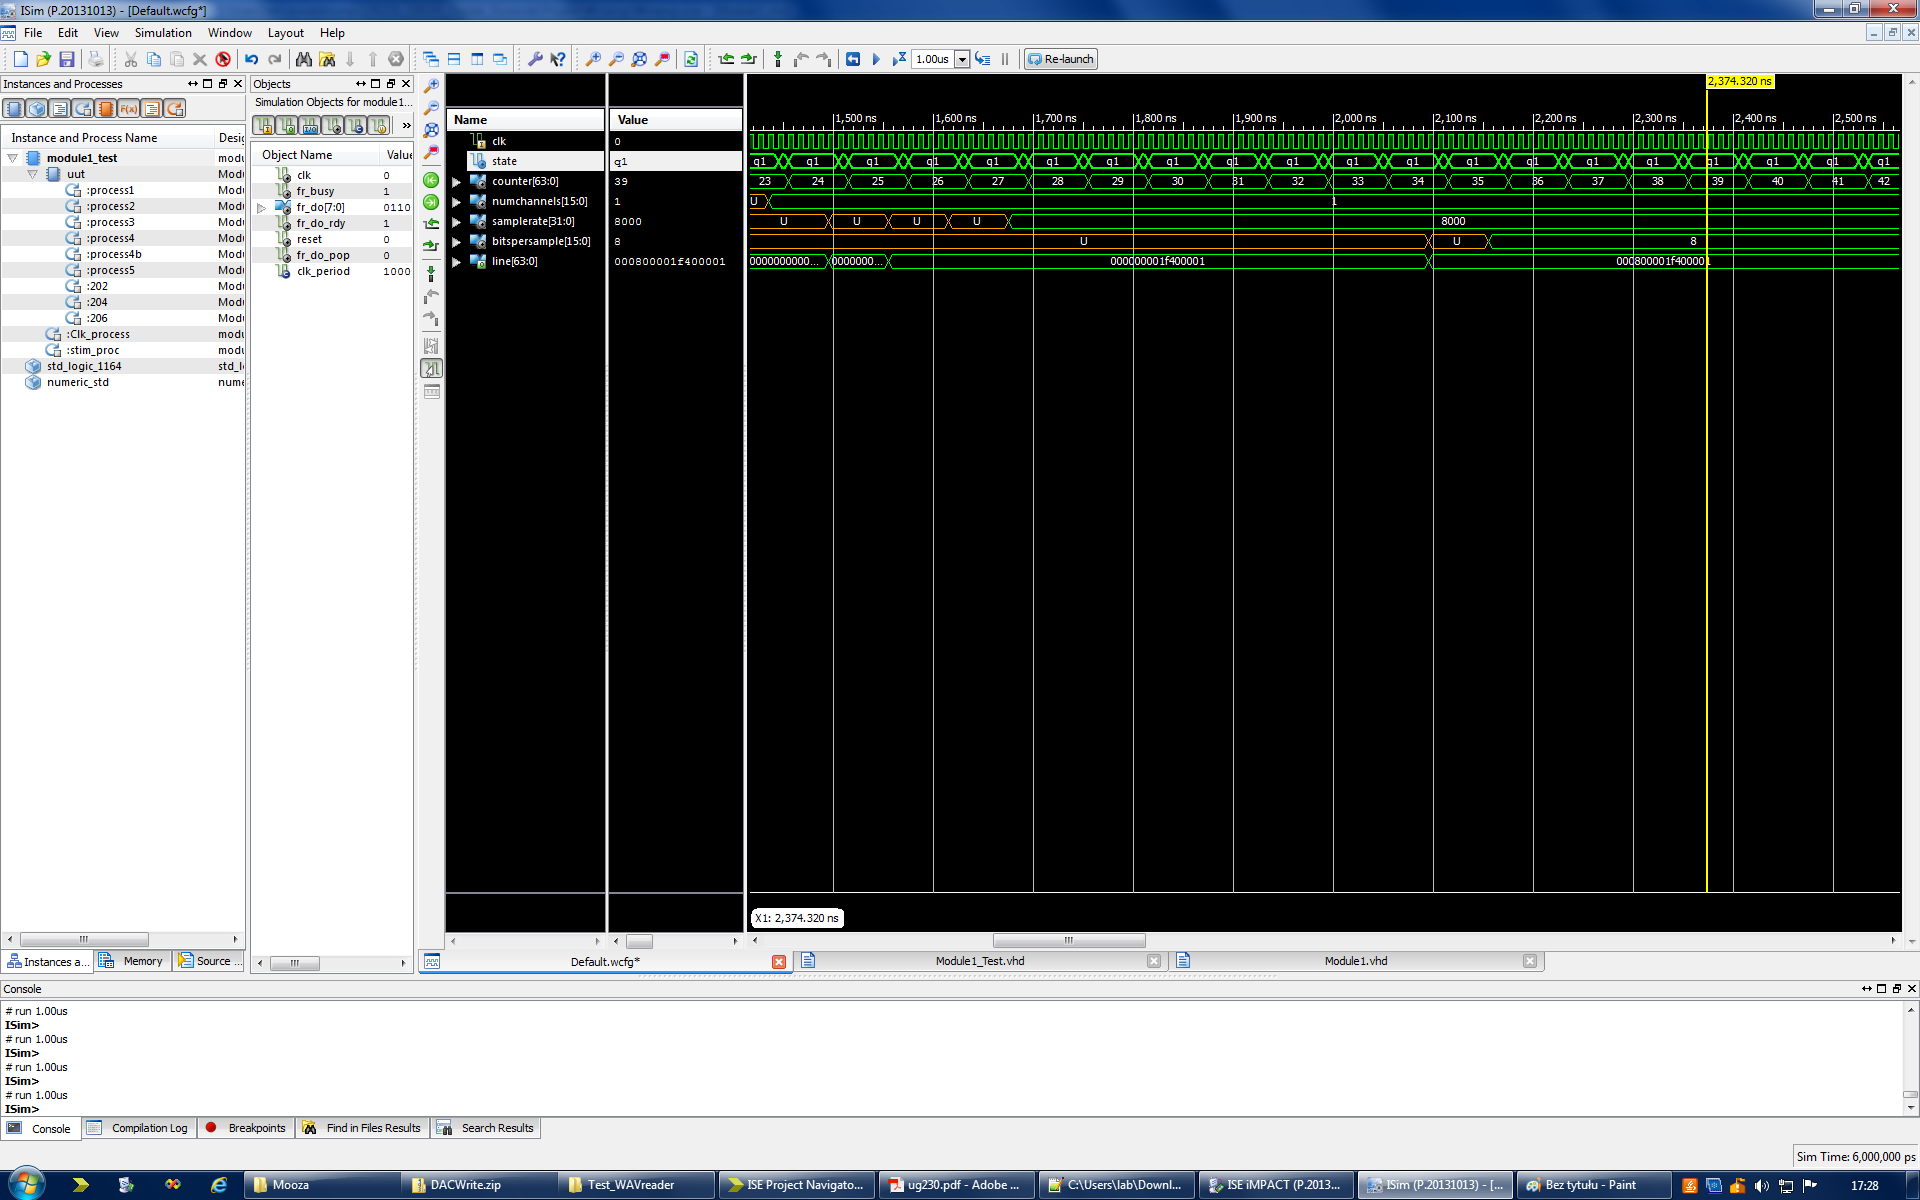 ISim (P.20131013) - [Default.wcfg*]
File Edit View Simulation Window Layout Help
1.00us Re-launch
Instances and Processes
Instance and Process Name
module1_test modu
uut Modu
:process1 Modu
:process2 Modu
:process3 Modu
:process4 Modu
:process4b Modu
:process5 Modu
:202 Modu
:204 Modu
:206 Modu
:Clk_process modu
:stim_proc modu
std_logic_1164 std_l
numeric_std nume
Instances a... Memory Source ...
Objects
Simulation Objects for module1...
»
Object Name Value
clk 0
fr_busy 1
fr_do[7:0] 0110
fr_do_rdy 1
reset 0
fr_do_pop 0
clk_period 1000
Name Value
clk 0
state q1
counter[63:0] 39
numchannels[15:0] 1
samplerate[31:0] 8000
bitspersample[15:0] 8
line[63:0] 000800001f400001
2,374.320 ns
1,500 ns 1,600 ns 1,700 ns 1,800 ns 1,900 ns 2,000 ns 2,100 ns 2,200 ns 2,300 ns 2,400 ns 2,500 ns
q1 q1 q1 q1 q1 q1 q1 q1 q1 q1 q1 q1 q1 q1 q1 q1 q1 q1 q1 q1
23 24 25 26 27 28 29 30 31 32 33 34 35 36 37 38 39 40 41 42
U 1
U U U U 8000
U U 8
0000000000... 0000000... 000000001f400001 000800001f400001
X1: 2,374.320 ns
Default.wcfg* Module1_Test.vhd Module1.vhd
Console
# run 1.00us
ISim>
# run 1.00us
ISim>
# run 1.00us
ISim>
# run 1.00us
ISim>
Console Compilation Log Breakpoints Find in Files Results Search Results
Sim Time: 6,000,000 ps
Mooza DACWrite.zip Test_WAVreader ISE Project Navigato... ug230.pdf - Adobe ... C:\Users\lab\Downl... ISE iMPACT (P.2013... ISim (P.20131013) - [... Bez tytułu - Paint 17:28